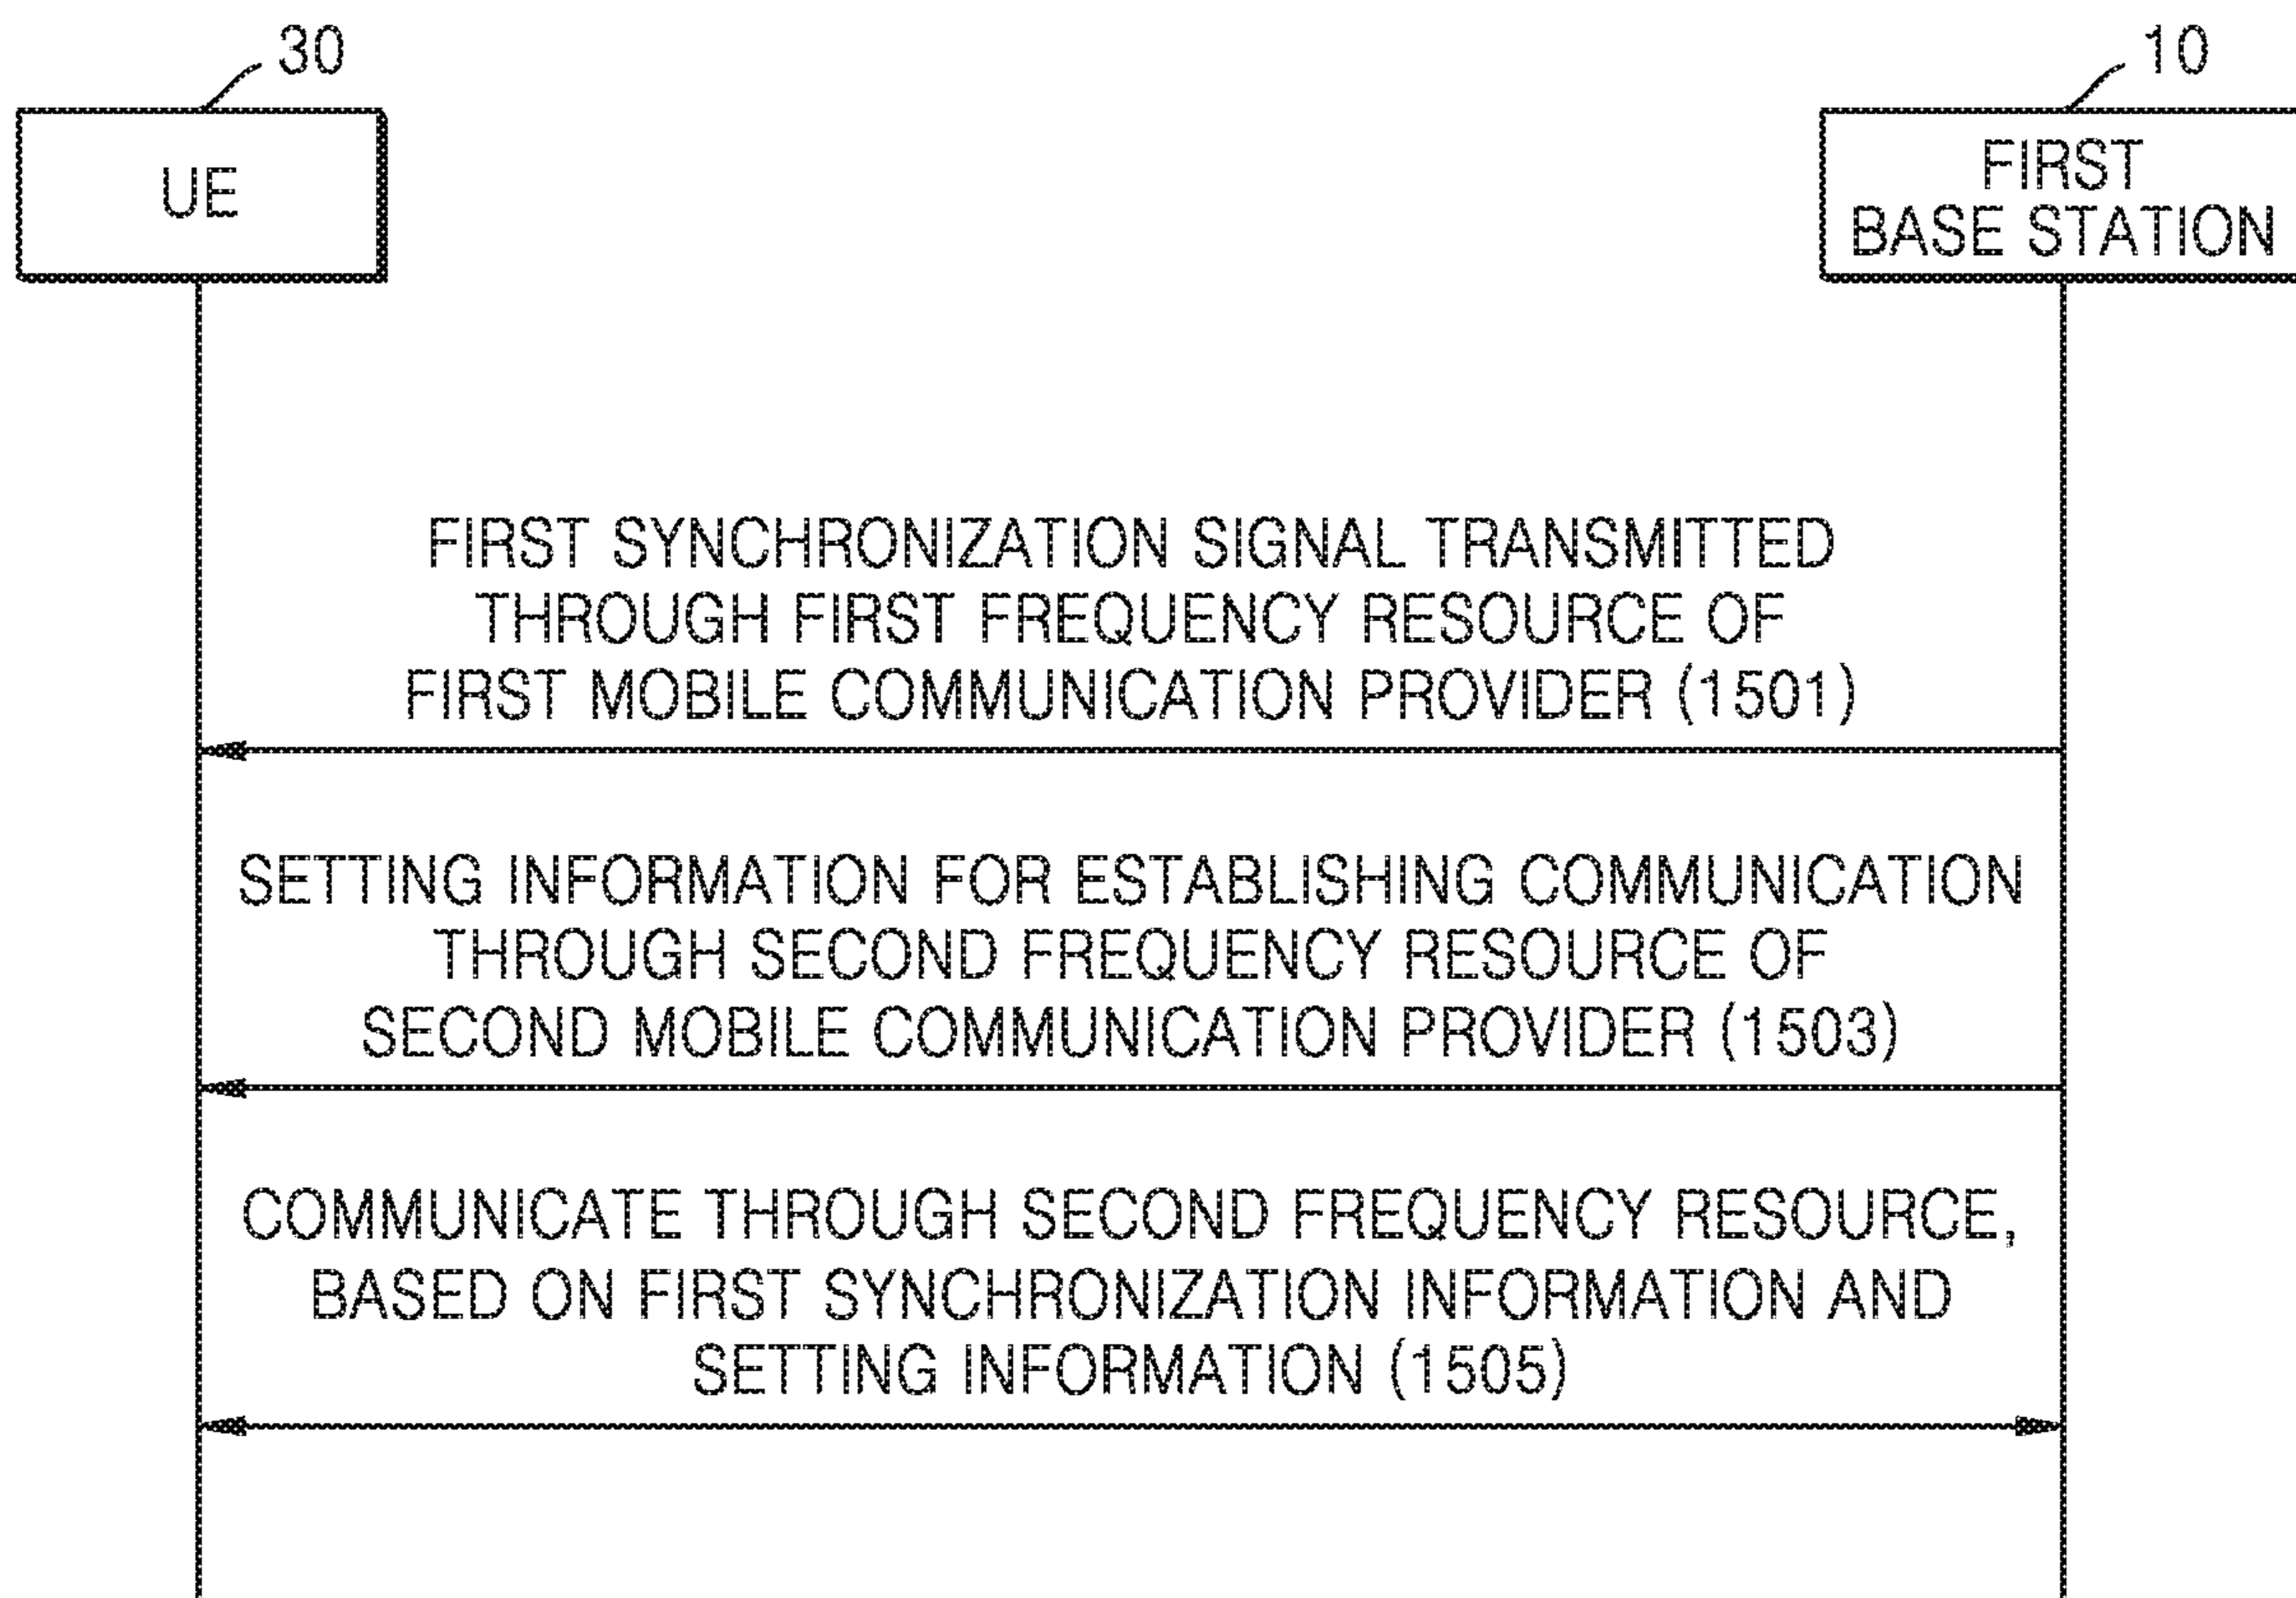 30
10
UE
FIRST
BASE STATION
FIRST SYNCHRONIZATION SIGNAL TRANSMITTED
THROUGH FIRST FREQUENCY RESOURCE OF
FIRST MOBILE COMMUNICATION PROVIDER (1501)
SETTING INFORMATION FOR ESTABLISHING COMMUNICATION
THROUGH SECOND FREQUENCY RESOURCE OF
SECOND MOBILE COMMUNICATION PROVIDER (1503)
COMMUNICATE THROUGH SECOND FREQUENCY RESOURCE,
BASED ON FIRST SYNCHRONIZATION INFORMATION AND
SETTING INFORMATION (1505)